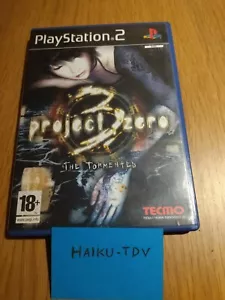 PlayStation 2
project zero
3
THE TORMENTED
18+
TECMO
HAIKU-TDV